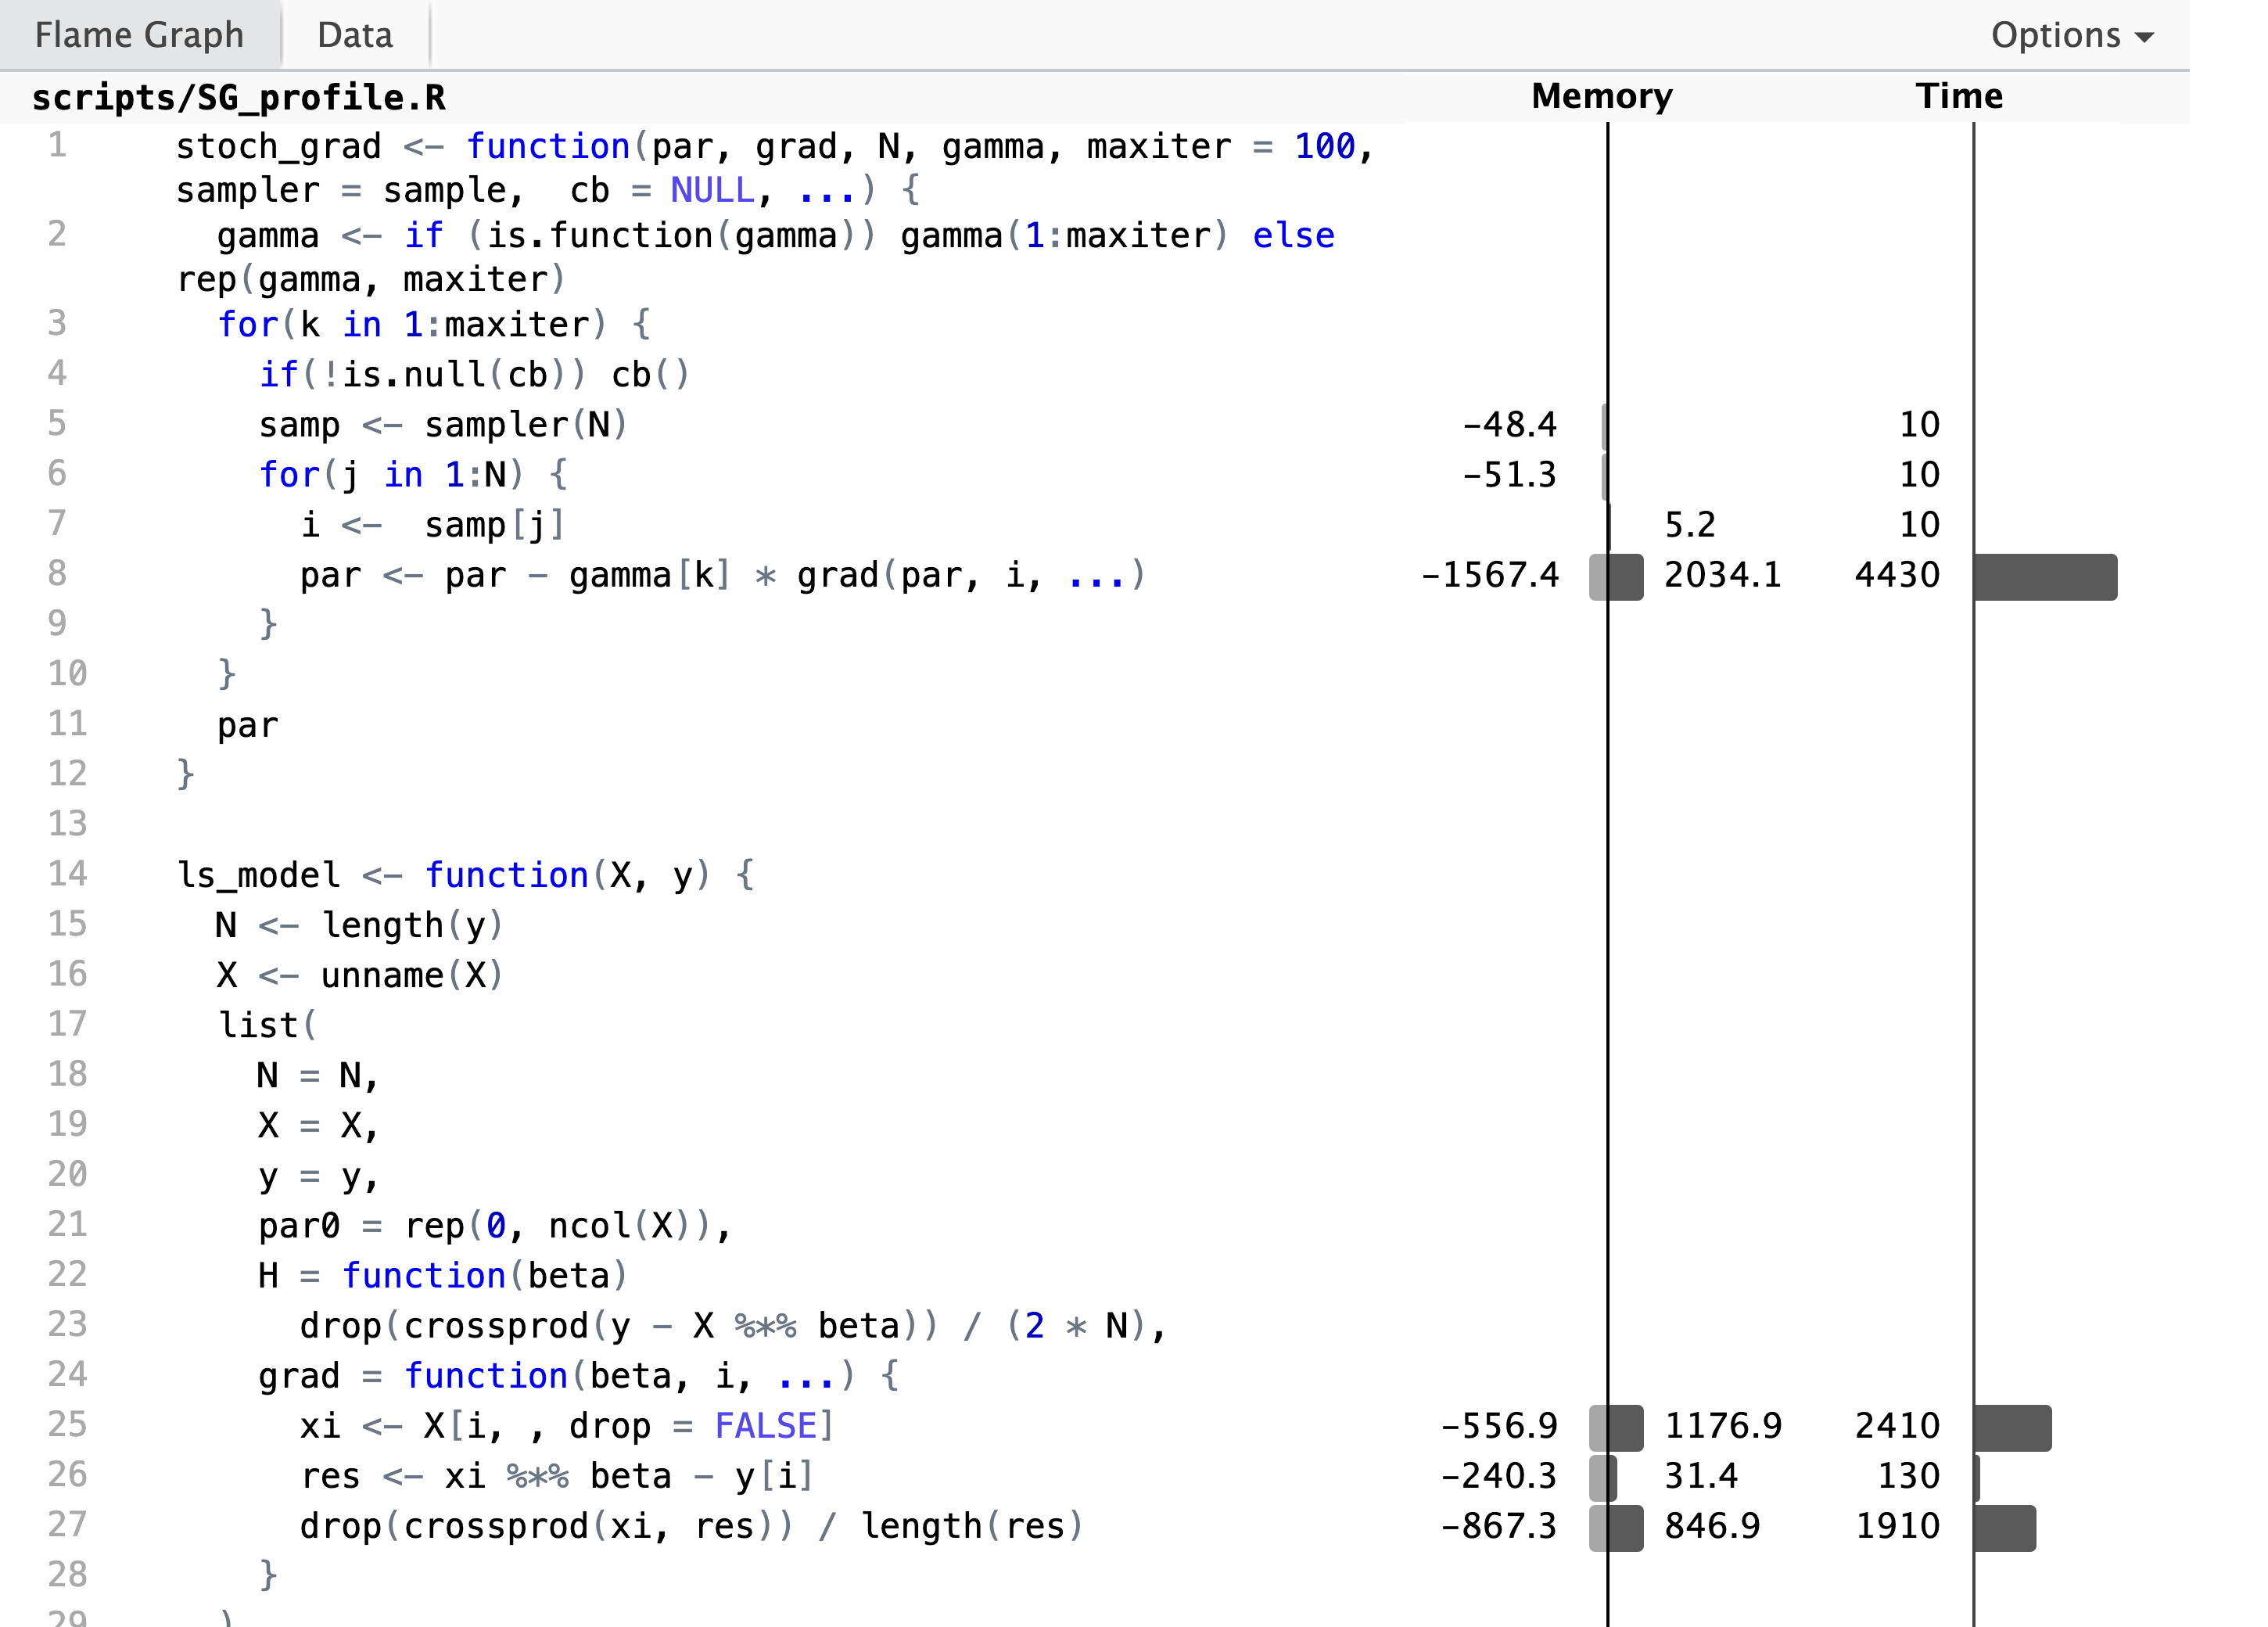 Flame Graph Data Options
scripts/SG_profile.R Memory Time
1 stoch_grad <- function(par, grad, N, gamma, maxiter = 100,
sampler = sample,  cb = NULL, ...) {
2 gamma <- if (is.function(gamma)) gamma(1:maxiter) else
rep(gamma, maxiter)
3 for(k in 1:maxiter) {
4 if(!is.null(cb)) cb()
5 samp <- sampler(N) -48.4 10
6 for(j in 1:N) { -51.3 10
7 i <-  samp[j] 5.2 10
8 par <- par - gamma[k] * grad(par, i, ...) -1567.4 2034.1 4430
9 }
10 }
11 par
12 }
13
14 ls_model <- function(X, y) {
15 N <- length(y)
16 X <- unname(X)
17 list(
18 N = N,
19 X = X,
20 y = y,
21 par0 = rep(0, ncol(X)),
22 H = function(beta)
23 drop(crossprod(y - X %*% beta)) / (2 * N),
24 grad = function(beta, i, ...) {
25 xi <- X[i, , drop = FALSE] -556.9 1176.9 2410
26 res <- xi %*% beta - y[i] -240.3 31.4 130
27 drop(crossprod(xi, res)) / length(res) -867.3 846.9 1910
28 }
29 )